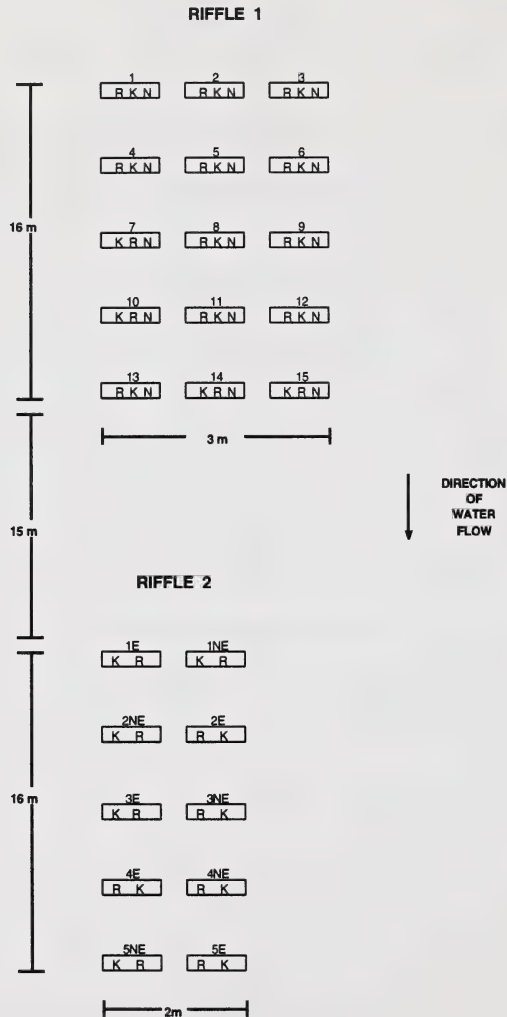 RIFFLE 1
1 2 3
R K N R K N R K N
4 5 6
R K N R K N R K N
16 m
7 8 9
K R N R K N R K N
10 11 12
K R N R K N R K N
13 14 15
R K N K R N K R N
3 m
DIRECTION
OF
WATER
FLOW
15 m
RIFFLE 2
1E 1NE
K R K R
2NE 2E
K R R K
16 m
3E 3NE
K R R K
4E 4NE
R K R K
5NE 5E
K R R K
2m